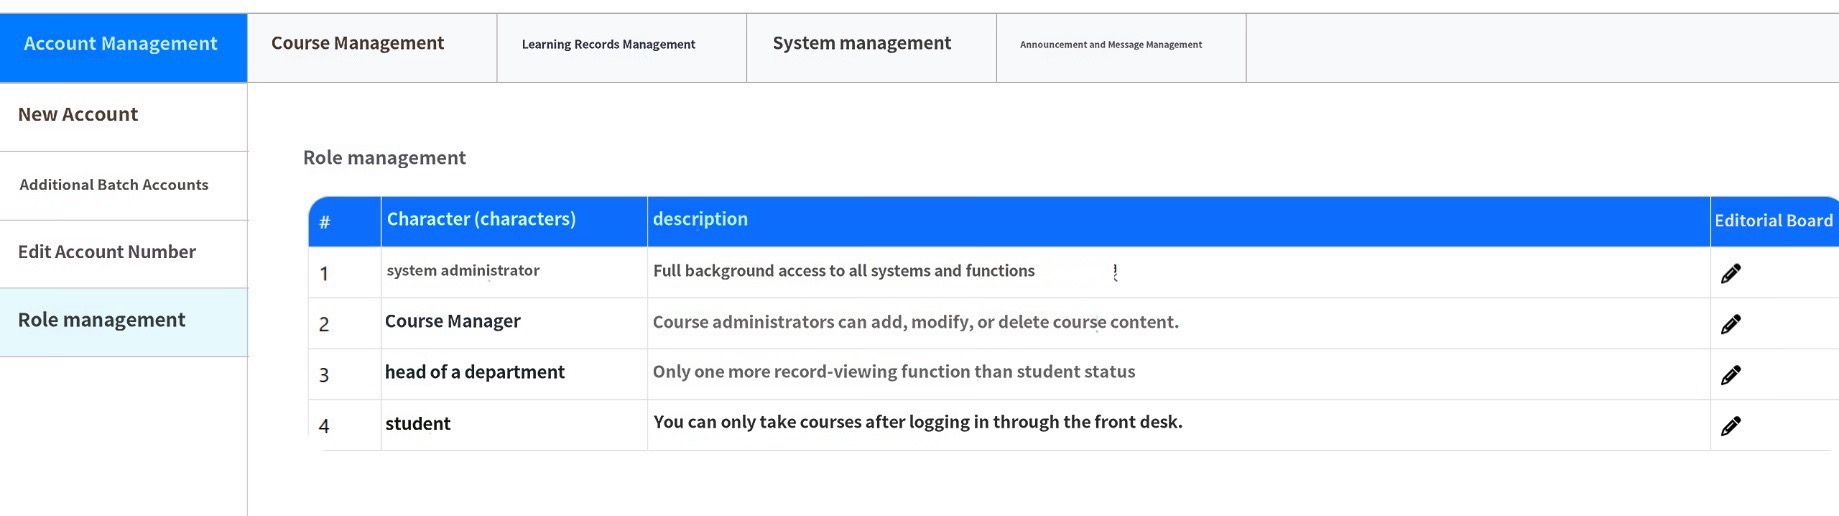 Account Management
Course Management
Learning Records Management
System management
Announcement and Message Management
New Account
Additional Batch Accounts
Edit Account Number
Role management
Role management
# Character (characters) description Editorial Board
1 system administrator Full background access to all systems and functions
2 Course Manager Course administrators can add, modify, or delete course content.
3 head of a department Only one more record-viewing function than student status
4 student You can only take courses after logging in through the front desk.